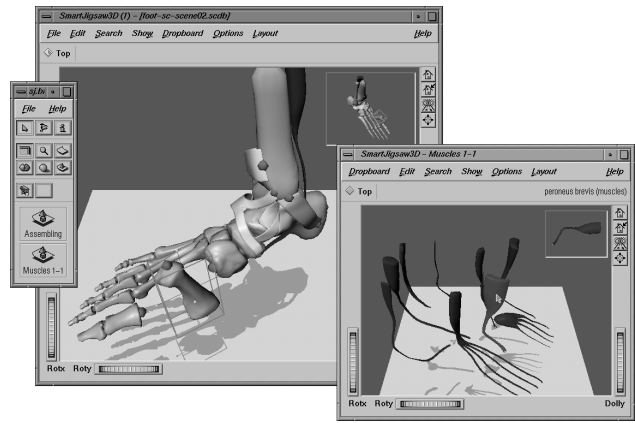 SmartJigsaw3D (1) – [foot-sc-scene02.scdb]
File Edit Search Show Dropboard Options Layout Help
Top
sj.bi
File Help
Assembling
Muscles 1–1
Rotx Roty
SmartJigsaw3D – Muscles 1–1
Dropboard Edit Search Show Options Layout Help
Top peroneus brevis (muscles)
Rotx Roty Dolly